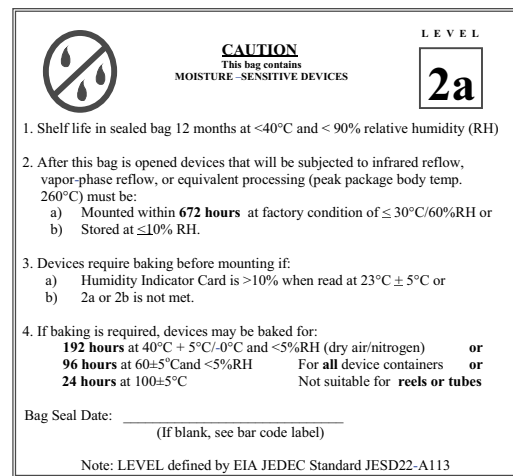 LEVEL
2a
CAUTION
This bag contains
MOISTURE –SENSITIVE DEVICES
1. Shelf life in sealed bag 12 months at <40°C and < 90% relative humidity (RH)
2. After this bag is opened devices that will be subjected to infrared reflow,
vapor-phase reflow, or equivalent processing (peak package body temp.
260°C) must be:
a) Mounted within 672 hours at factory condition of ≤ 30°C/60%RH or
b) Stored at ≤10% RH.
3. Devices require baking before mounting if:
a) Humidity Indicator Card is >10% when read at 23°C ± 5°C or
b) 2a or 2b is not met.
4. If baking is required, devices may be baked for:
192 hours at 40°C + 5°C/-0°C and <5%RH (dry air/nitrogen) or
96 hours at 60±5°Cand <5%RH For all device containers or
24 hours at 100±5°C Not suitable for reels or tubes
Bag Seal Date: ____________________
(If blank, see bar code label)
Note: LEVEL defined by EIA JEDEC Standard JESD22-A113